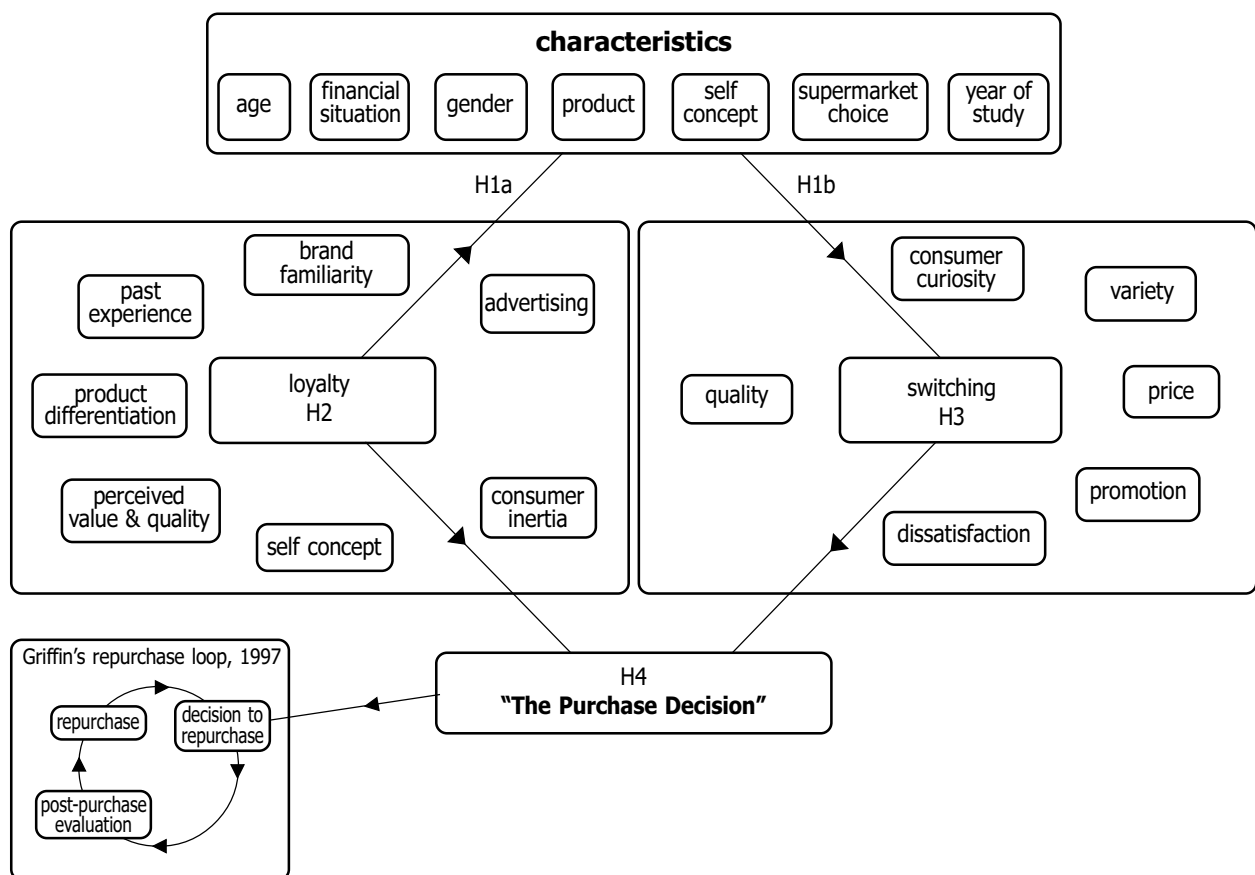 characteristics
age
financial
situation
gender
product
self
concept
supermarket
choice
year of
study
H1a
H1b
brand
familiarity
past
experience
advertising
product
differentiation
loyalty
H2
perceived
value & quality
self concept
consumer
inertia
consumer
curiosity
variety
quality
switching
H3
price
promotion
dissatisfaction
Griffin’s repurchase loop, 1997
repurchase
decision to
repurchase
post-purchase
evaluation
H4
“The Purchase Decision”